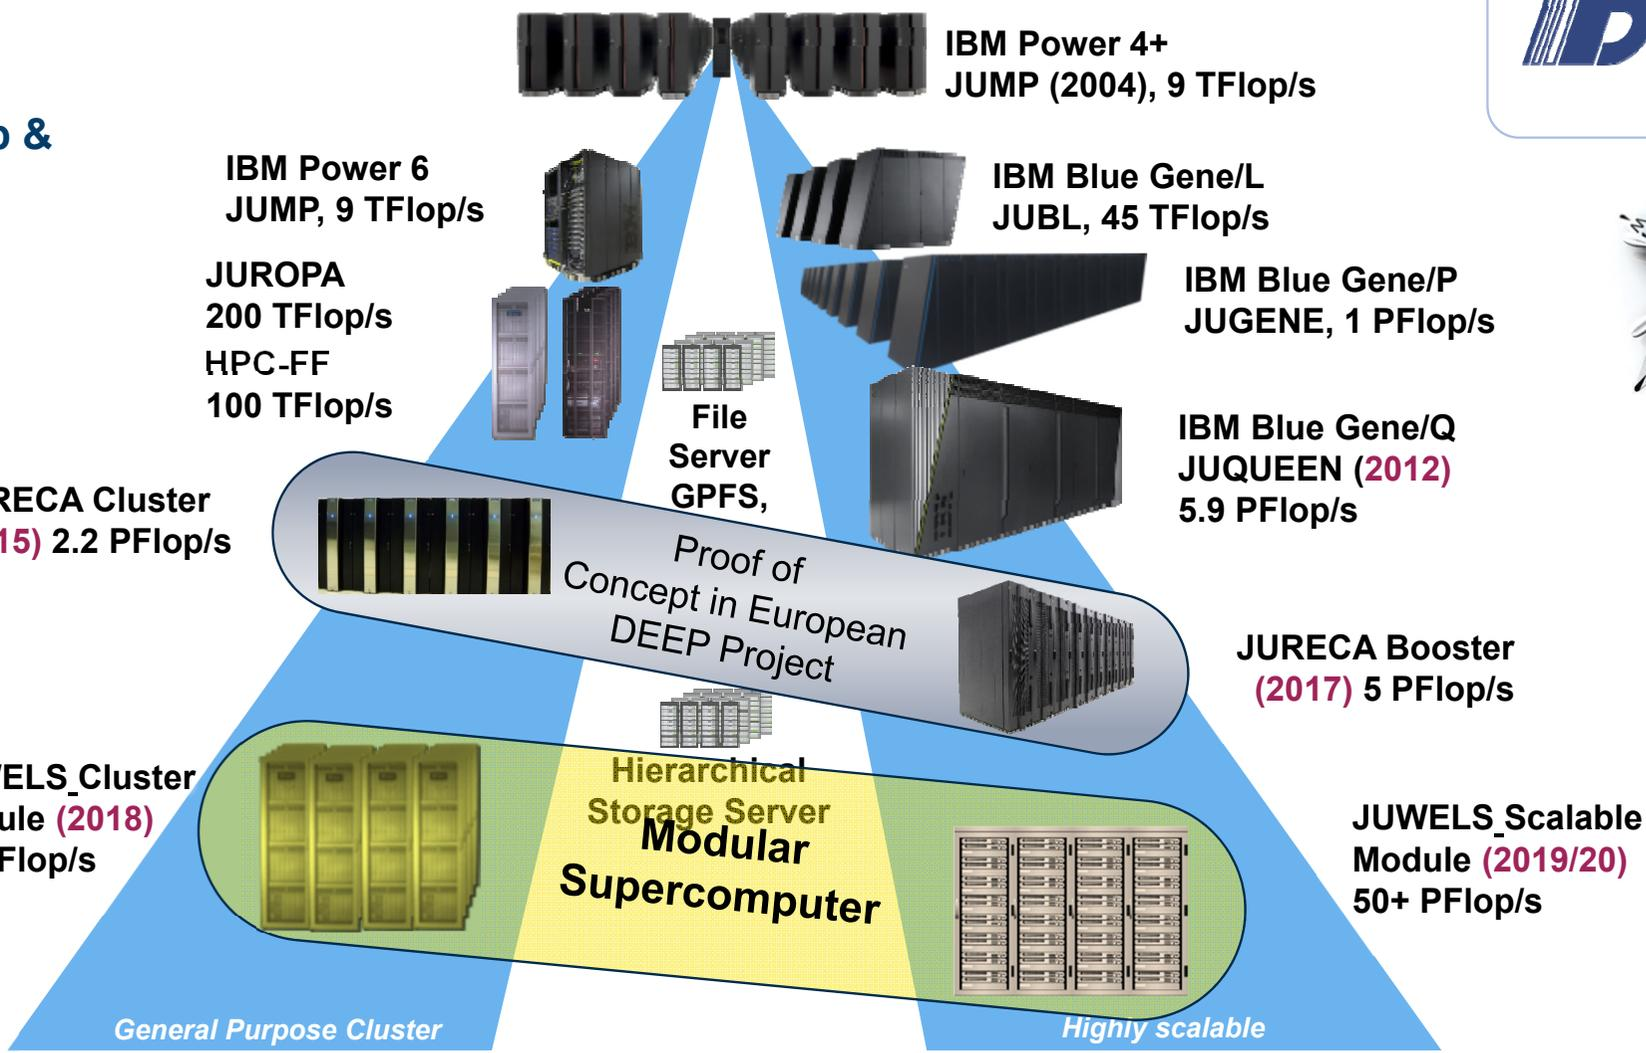 IBM Power 4+
JUMP (2004), 9 TFlop/s
&
IBM Power 6
JUMP, 9 TFlop/s
IBM Blue Gene/L
JUBL, 45 TFlop/s
JUROPA
200 TFlop/s
HPC-FF
100 TFlop/s
IBM Blue Gene/P
JUGENE, 1 PFlop/s
File
Server
GPFS,
IBM Blue Gene/Q
JUQUEEN (2012)
5.9 PFlop/s
RECA Cluster
15) 2.2 PFlop/s
Proof of
Concept in European
DEEP Project
JURECA Booster
(2017) 5 PFlop/s
Hierarchical
Storage Server
ELS_Cluster
ule (2018)
Flop/s
Modular
Supercomputer
JUWELS_Scalable
Module (2019/20)
50+ PFlop/s
General Purpose Cluster
Highly scalable